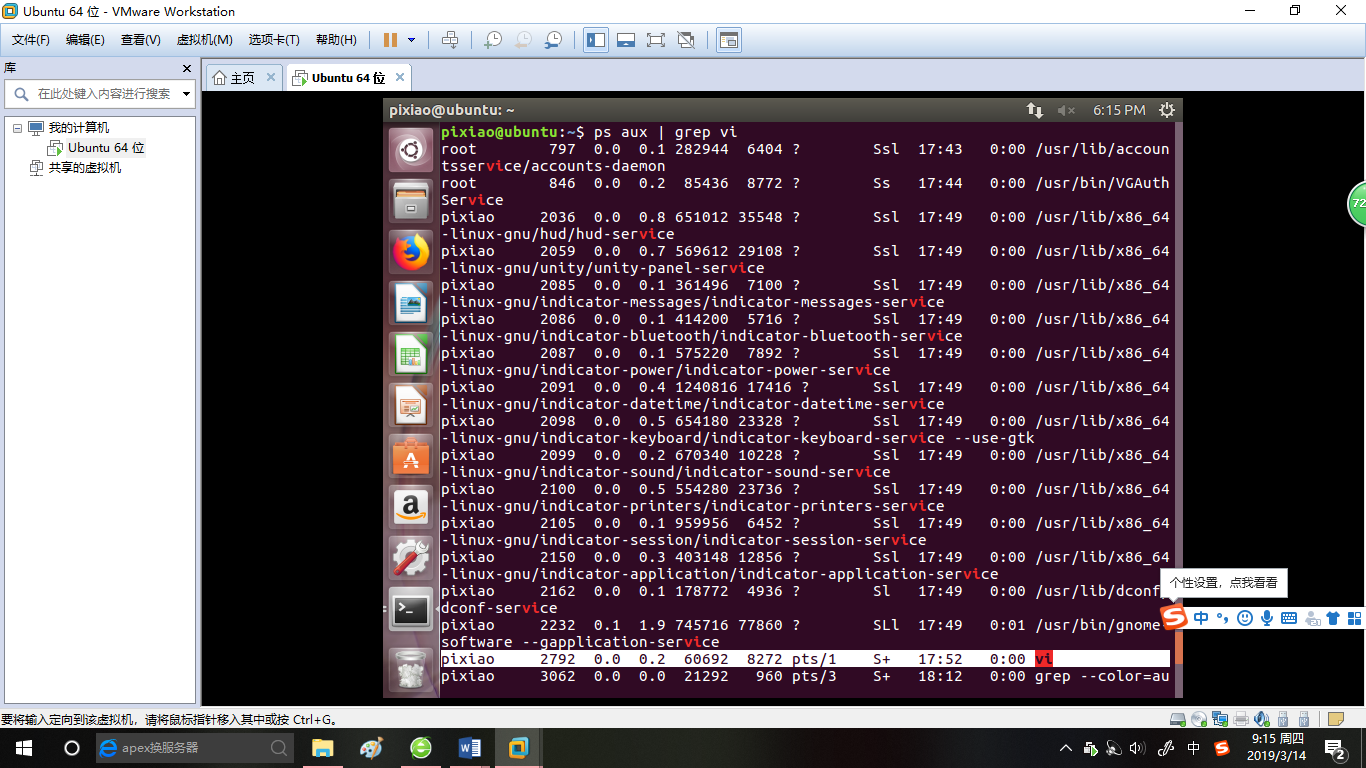 Ubuntu 64 位 - VMware Workstation
文件(F) 编辑(E) 查看(V) 虚拟机(M) 选项卡(T) 帮助(H)
库
主页 Ubuntu 64 位
在此处键入内容进行搜索
我的计算机
Ubuntu 64 位
共享的虚拟机
pixiao@ubuntu: ~ 6:15 PM
pixiao@ubuntu:~$ ps aux | grep vi
root 797 0.0 0.1 282944 6404 ? Ssl 17:43 0:00 /usr/lib/accoun
tsservice/accounts-daemon
root 846 0.0 0.2 85436 8772 ? Ss 17:44 0:00 /usr/bin/VGAuth
Service
pixiao 2036 0.0 0.8 651012 35548 ? Ssl 17:49 0:00 /usr/lib/x86_64
-linux-gnu/hud/hud-service
pixiao 2059 0.0 0.7 569612 29108 ? Ssl 17:49 0:00 /usr/lib/x86_64
-linux-gnu/unity/unity-panel-service
pixiao 2085 0.0 0.1 361496 7100 ? Ssl 17:49 0:00 /usr/lib/x86_64
-linux-gnu/indicator-messages/indicator-messages-service
pixiao 2086 0.0 0.1 414200 5716 ? Ssl 17:49 0:00 /usr/lib/x86_64
-linux-gnu/indicator-bluetooth/indicator-bluetooth-service
pixiao 2087 0.0 0.1 575220 7892 ? Ssl 17:49 0:00 /usr/lib/x86_64
-linux-gnu/indicator-power/indicator-power-service
pixiao 2091 0.0 0.4 1240816 17416 ? Ssl 17:49 0:00 /usr/lib/x86_64
-linux-gnu/indicator-datetime/indicator-datetime-service
pixiao 2098 0.0 0.5 654180 23328 ? Ssl 17:49 0:00 /usr/lib/x86_64
-linux-gnu/indicator-keyboard/indicator-keyboard-service --use-gtk
pixiao 2099 0.0 0.2 670340 10228 ? Ssl 17:49 0:00 /usr/lib/x86_64
-linux-gnu/indicator-sound/indicator-sound-service
pixiao 2100 0.0 0.5 554280 23736 ? Ssl 17:49 0:00 /usr/lib/x86_64
-linux-gnu/indicator-printers/indicator-printers-service
pixiao 2105 0.0 0.1 959956 6452 ? Ssl 17:49 0:00 /usr/lib/x86_64
-linux-gnu/indicator-session/indicator-session-service
pixiao 2150 0.0 0.3 403148 12856 ? Ssl 17:49 0:00 /usr/lib/x86_64
-linux-gnu/indicator-application/indicator-application-service
pixiao 2162 0.0 0.1 178772 4936 ? Sl 17:49 0:00 /usr/lib/dconf/
dconf-service
pixiao 2232 0.1 1.9 745716 77860 ? SLl 17:49 0:01 /usr/bin/gnome-
software --gapplication-service
pixiao 2792 0.0 0.2 60692 8272 pts/1 S+ 17:52 0:00 vi
pixiao 3062 0.0 0.0 21292 960 pts/3 S+ 18:12 0:00 grep --color=au
72
个性设置，点我看看
中
要将输入定向到该虚拟机，请将鼠标指针移入其中或按 Ctrl+G。
apex换服务器
中
9:15 周四
2019/3/14
2